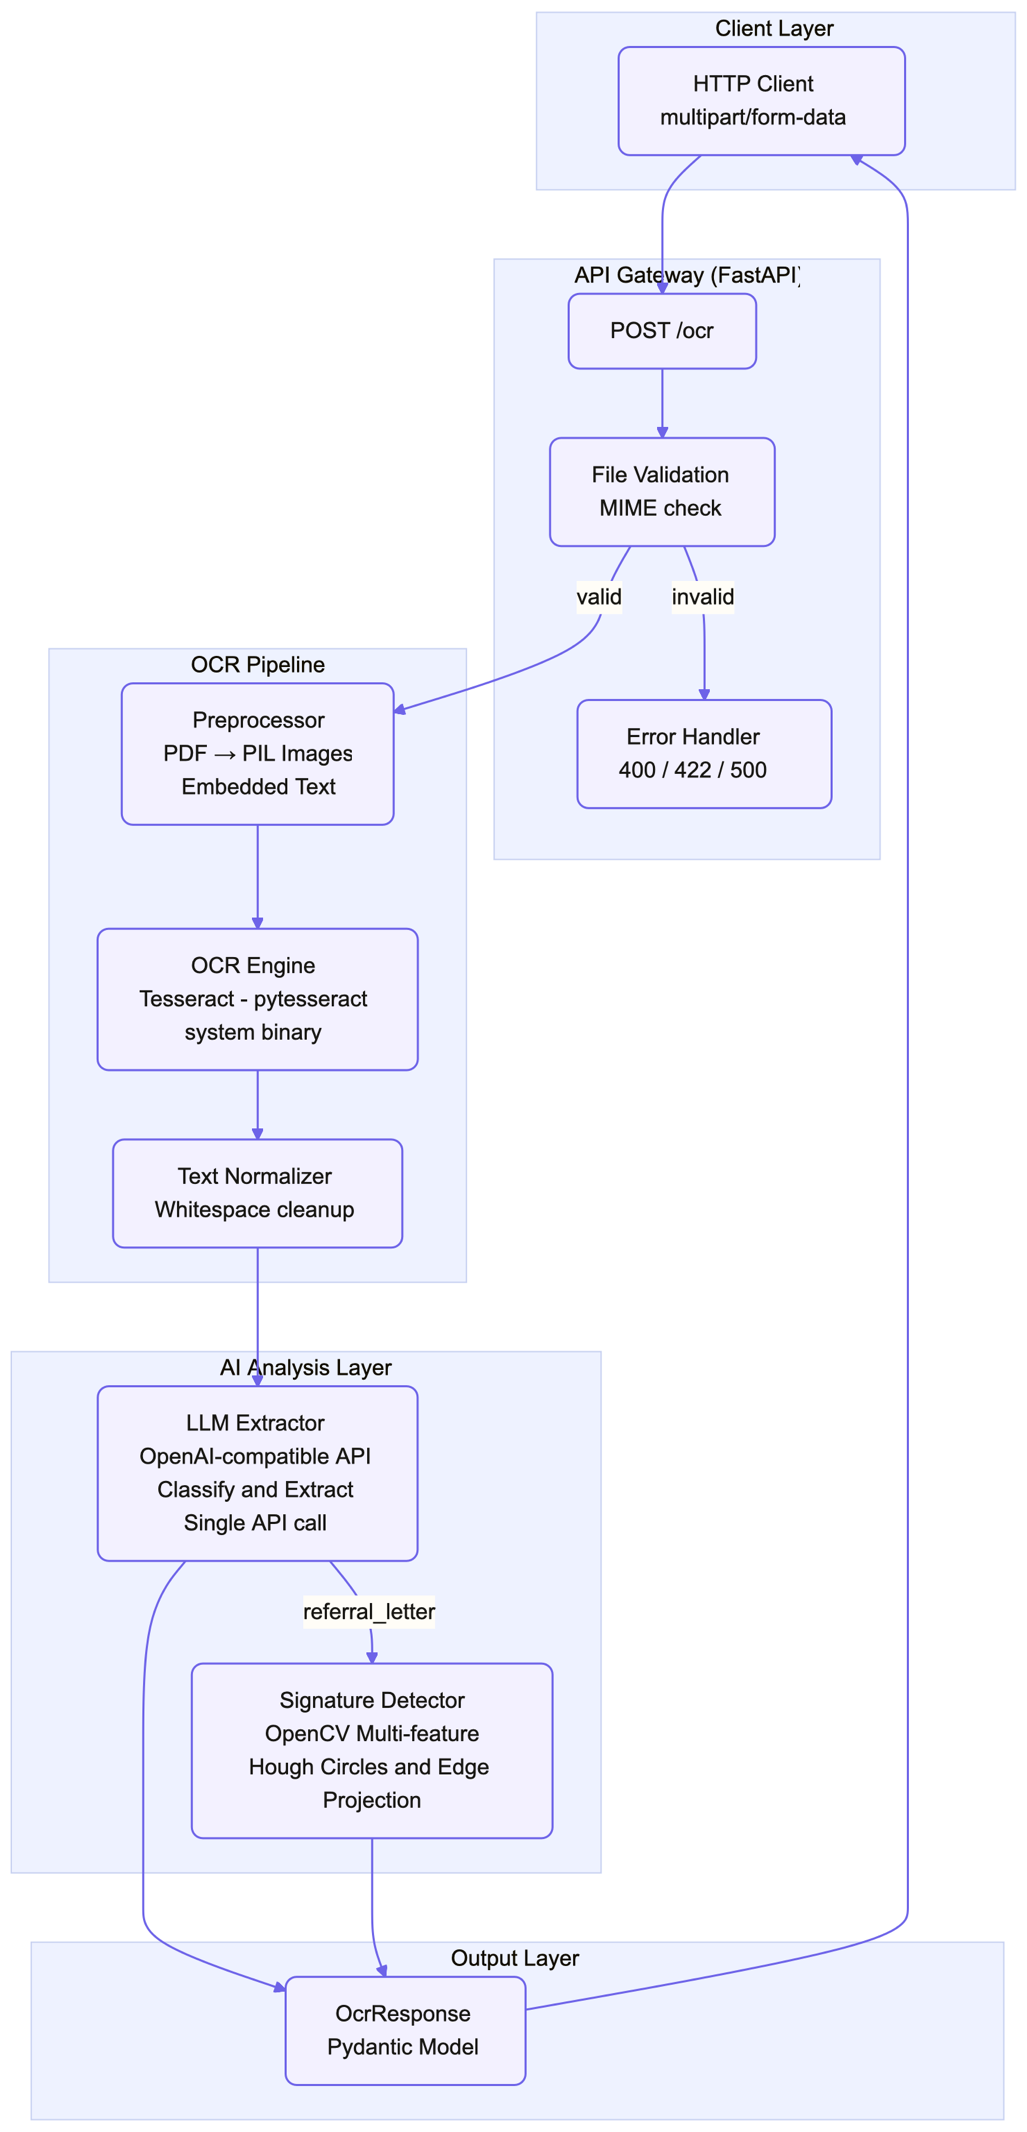 Client Layer
HTTP Client
multipart/form-data
API Gateway (FastAPI)
POST /ocr
File Validation
MIME check
valid
invalid
OCR Pipeline
Preprocessor
PDF → PIL Images
Embedded Text
Error Handler
400 / 422 / 500
OCR Engine
Tesseract - pytesseract
system binary
Text Normalizer
Whitespace cleanup
AI Analysis Layer
LLM Extractor
OpenAI-compatible API
Classify and Extract
Single API call
referral_letter
Signature Detector
OpenCV Multi-feature
Hough Circles and Edge
Projection
Output Layer
OcrResponse
Pydantic Model